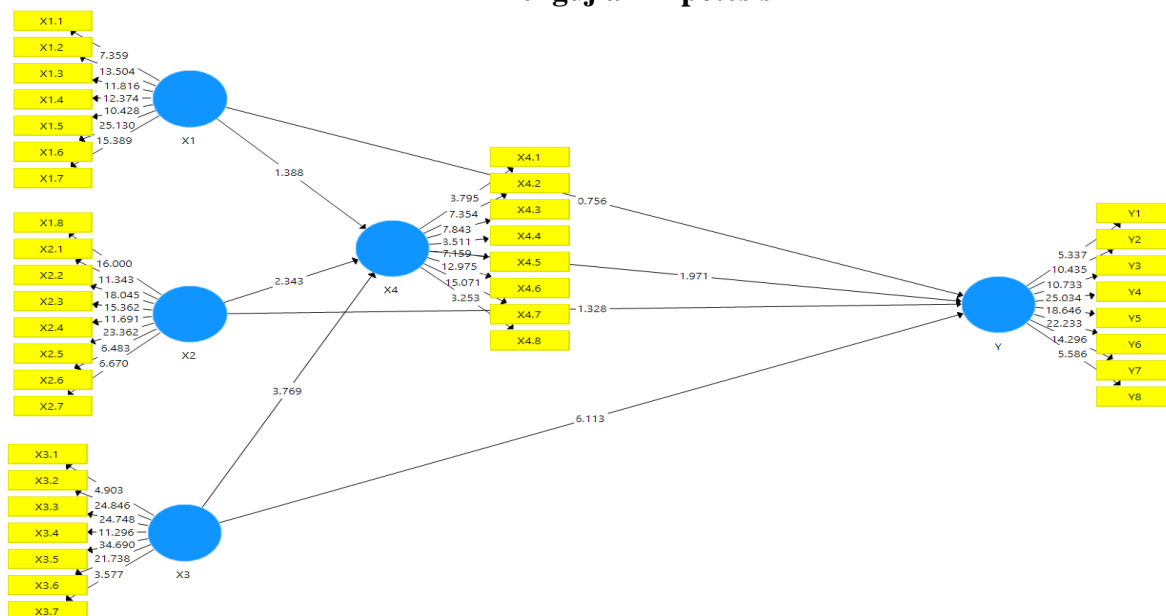 X1.1
X1.2
X1.3
X1.4
X1.5
X1.6
X1.7
7.359
13.504
11.816
12.374
10.428
25.130
15.389
X1
X1.8
X2.1
X2.2
X2.3
X2.4
X2.5
X2.6
X2.7
16.000
11.343
18.045
15.362
11.691
23.362
6.483
6.670
X2
X3.1
X3.2
X3.3
X3.4
X3.5
X3.6
X3.7
4.903
24.846
24.748
11.296
34.690
21.738
3.577
X3
1.388
2.343
3.769
X4
3.795
7.354
7.843
3.511
7.159
12.975
15.071
3.253
X4.1
X4.2
X4.3
X4.4
X4.5
X4.6
X4.7
X4.8
0.756
1.971
1.328
6.113
Y
5.337
10.435
10.733
25.034
18.646
22.233
14.296
5.586
Y1
Y2
Y3
Y4
Y5
Y6
Y7
Y8